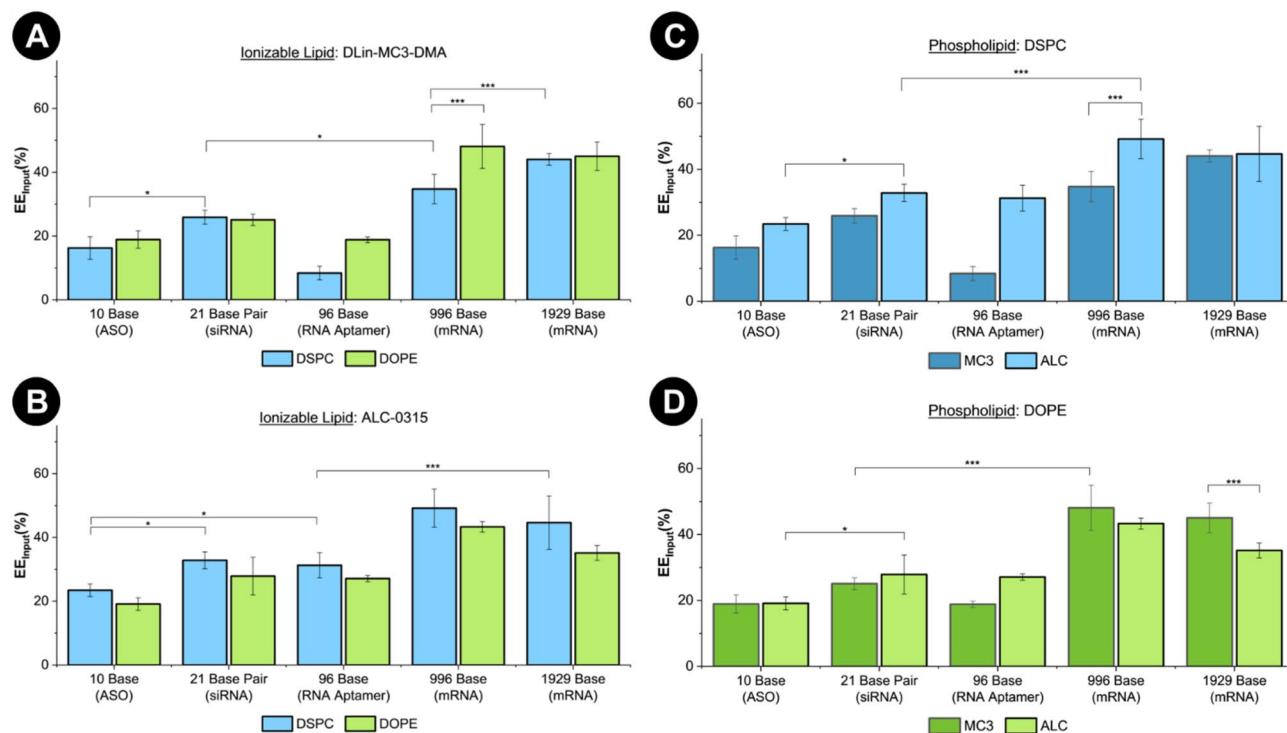 A
Ionizable Lipid: DLin-MC3-DMA
EE_Input(%)
60
40
20
0
*
*
***
***
10 Base
(ASO)
21 Base Pair
(siRNA)
96 Base
(RNA Aptamer)
996 Base
(mRNA)
1929 Base
(mRNA)
DSPC
DOPE
B
Ionizable Lipid: ALC-0315
EE_Input(%)
60
40
20
0
*
*
***
10 Base
(ASO)
21 Base Pair
(siRNA)
96 Base
(RNA Aptamer)
996 Base
(mRNA)
1929 Base
(mRNA)
DSPC
DOPE
C
Phospholipid: DSPC
EE_Input(%)
60
40
20
0
*
***
***
10 Base
(ASO)
21 Base Pair
(siRNA)
96 Base
(RNA Aptamer)
996 Base
(mRNA)
1929 Base
(mRNA)
MC3
ALC
D
Phospholipid: DOPE
EE_Input(%)
60
40
20
0
*
***
***
10 Base
(ASO)
21 Base Pair
(siRNA)
96 Base
(RNA Aptamer)
996 Base
(mRNA)
1929 Base
(mRNA)
MC3
ALC